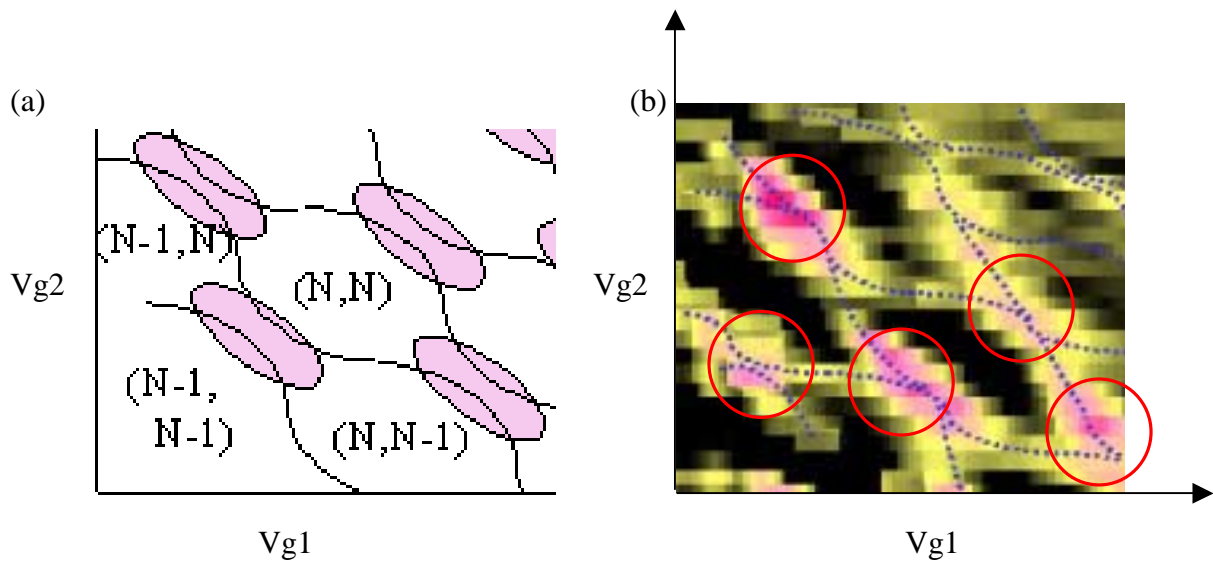 (a)
(N-1,N)
(N,N)
Vg2
(N-1,
N-1)
(N,N-1)
Vg1
(b)
Vg2
Vg1